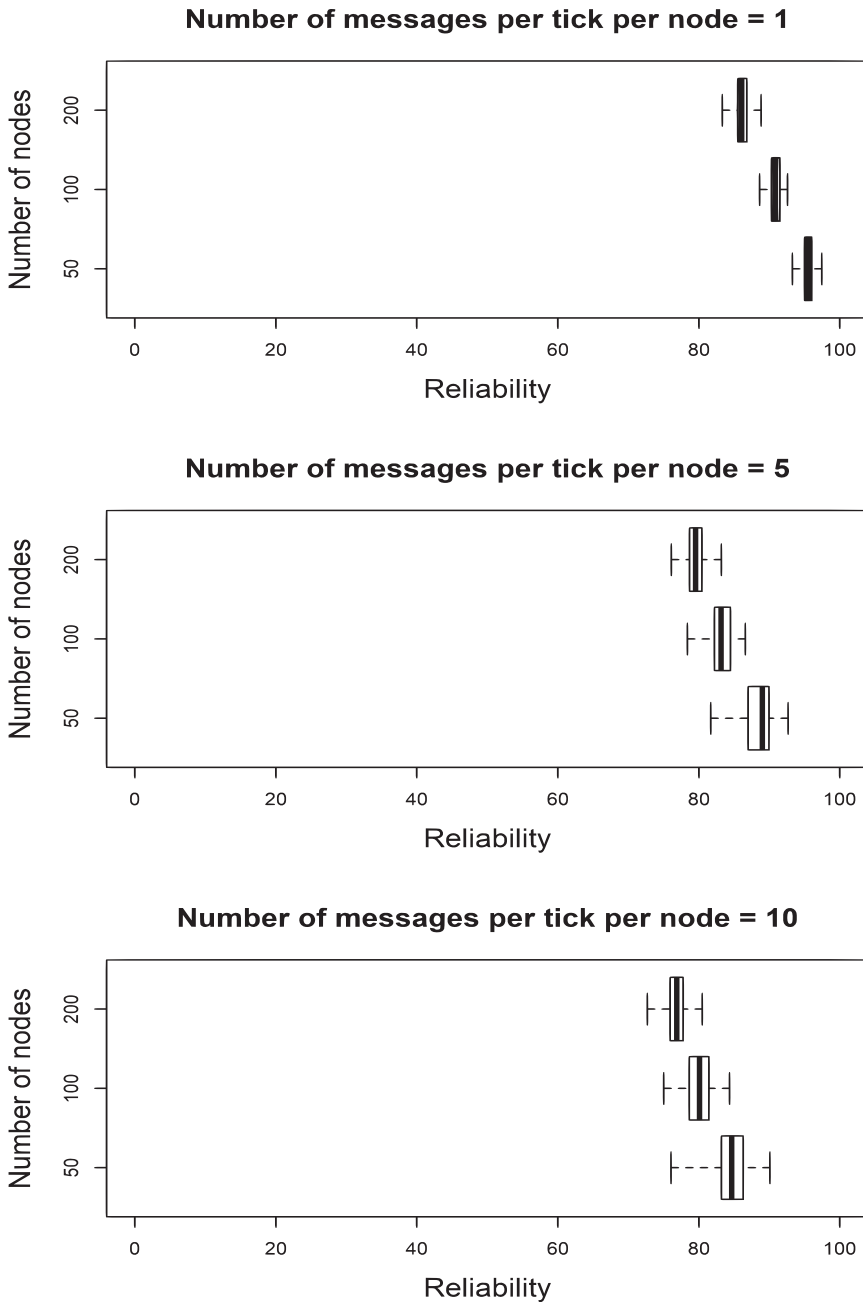 Number of messages per tick per node = 1
Number of nodes
200
100
50
0 20 40 60 80 100
Reliability
Number of messages per tick per node = 5
Number of nodes
200
100
50
0 20 40 60 80 100
Reliability
Number of messages per tick per node = 10
Number of nodes
200
100
50
0 20 40 60 80 100
Reliability